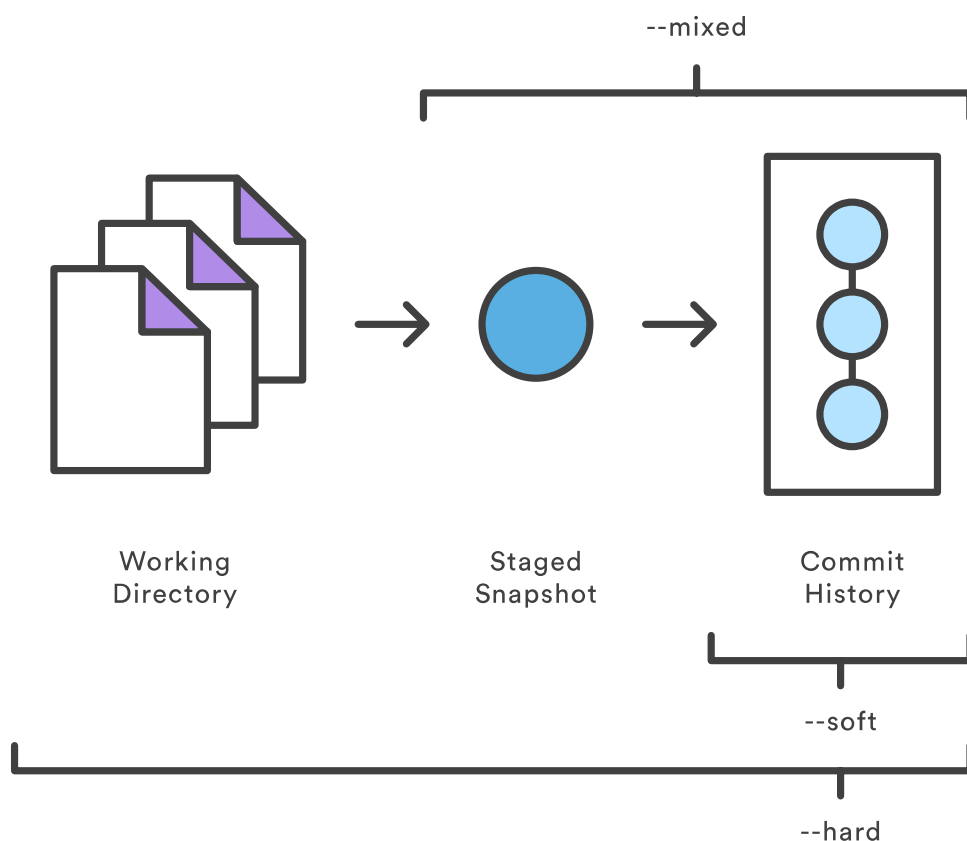 --mixed
Working
Directory
Staged
Snapshot
Commit
History
--soft
--hard